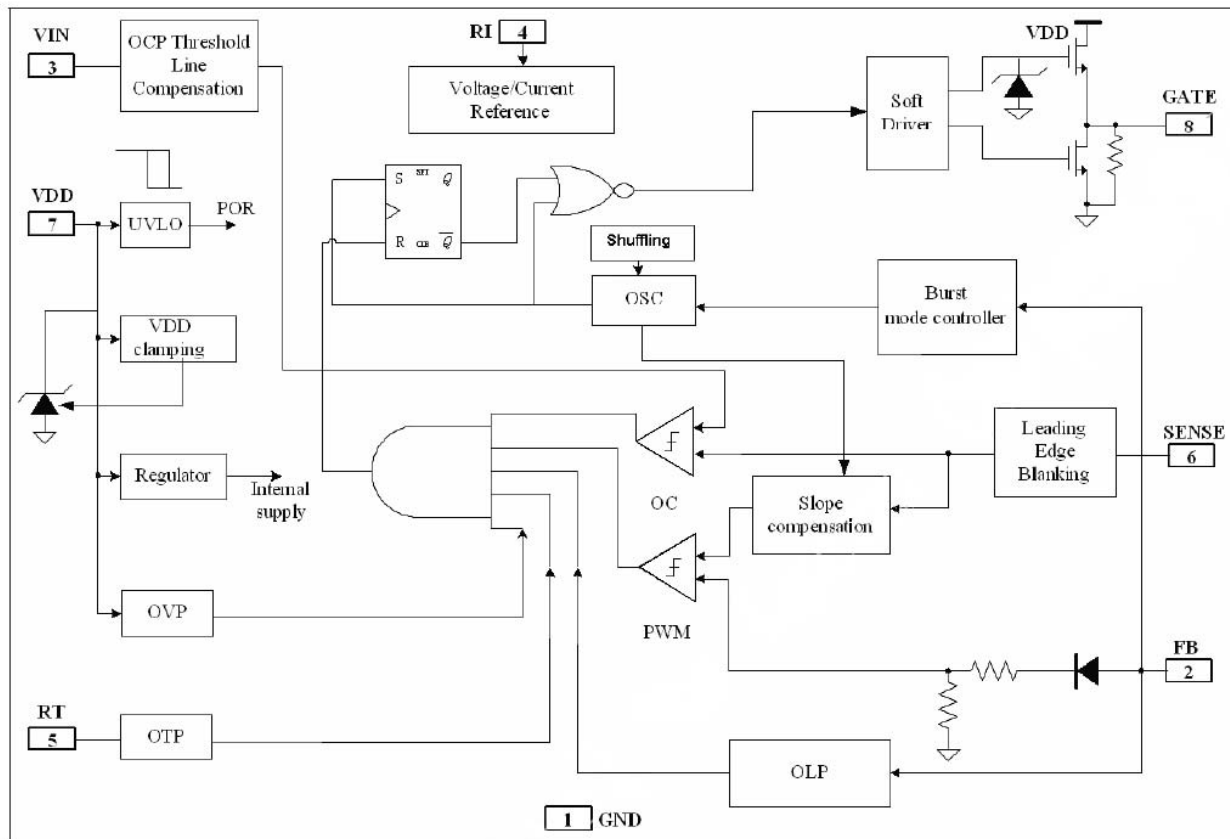 VIN
3
OCP Threshold
Line
Compensation
RI
4
Voltage/Current
Reference
VDD
Soft
Driver
GATE
8
S
SET
Q
R
CLR
Q
VDD
7
UVLO
POR
Shuffling
OSC
Burst
mode controller
VDD
clamping
Leading
Edge
Blanking
SENSE
6
Regulator
Internal
supply
OC
Slope
compensation
OVP
PWM
FB
2
RT
5
OTP
OLP
1
GND